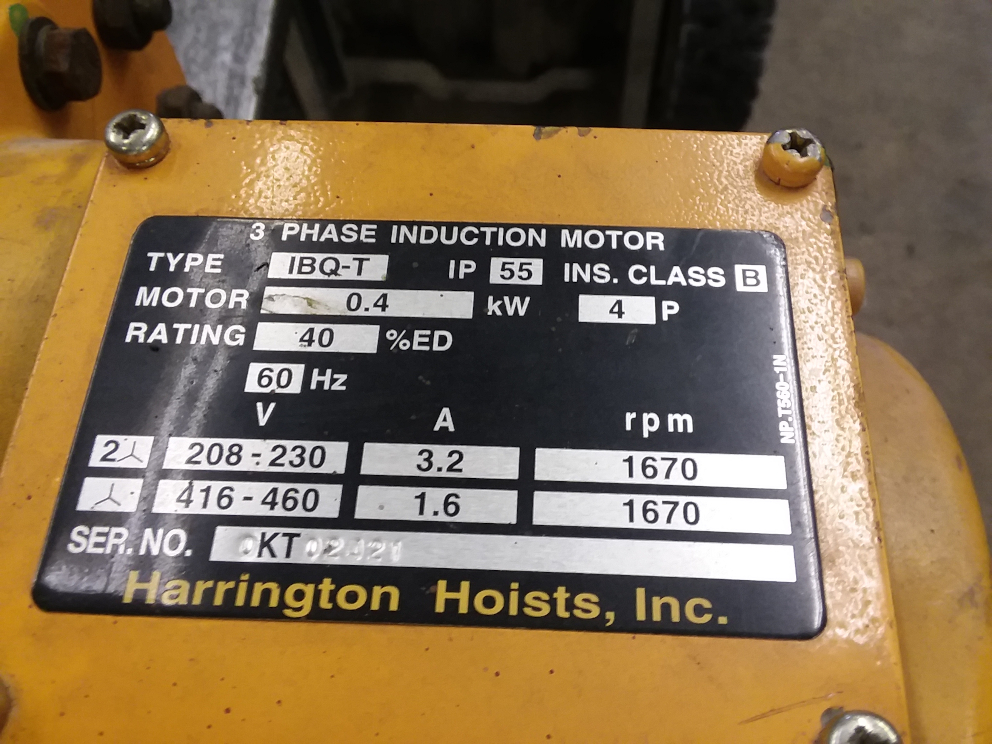 3 PHASE INDUCTION MOTOR
TYPE IBQ-T IP 55 INS. CLASS B
MOTOR 0.4 kW 4 P
RATING 40 %ED
60 Hz
V A rpm
2 208-230 3.2 1670
416-460 1.6 1670
SER. NO. KT
Harrington Hoists, Inc.
NP.T560-1N